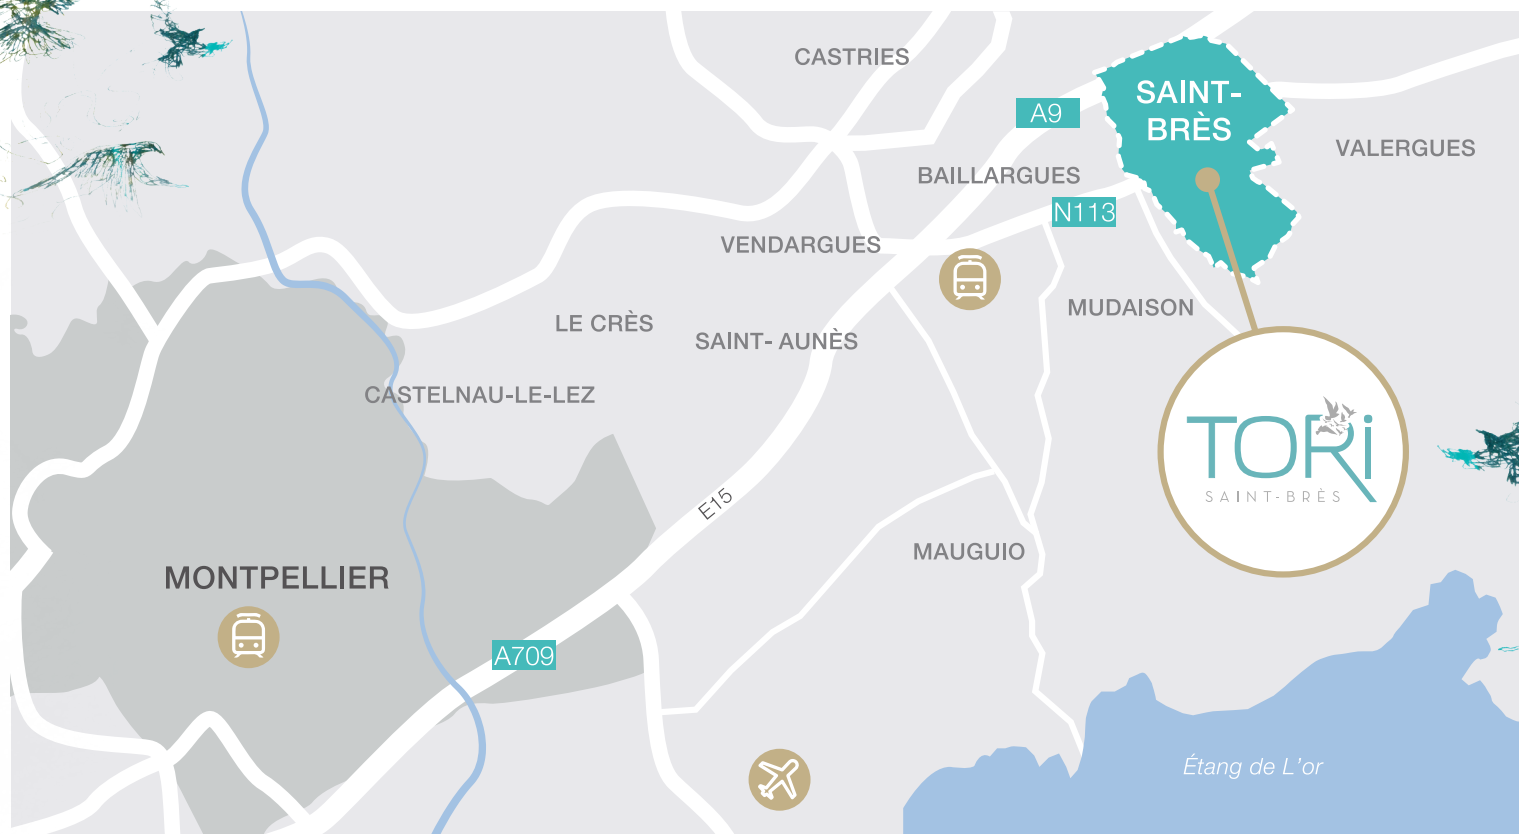 CASTRIES
SAINT-
BRÈS
A9
VALERGUES
BAILLARGUES
N113
VENDARGUES
MUDAISON
LE CRÈS
SAINT- AUNÈS
CASTELNAU-LE-LEZ
TORi
SAINT-BRÈS
E15
MAUGUIO
MONTPELLIER
A709
Étang de L'or